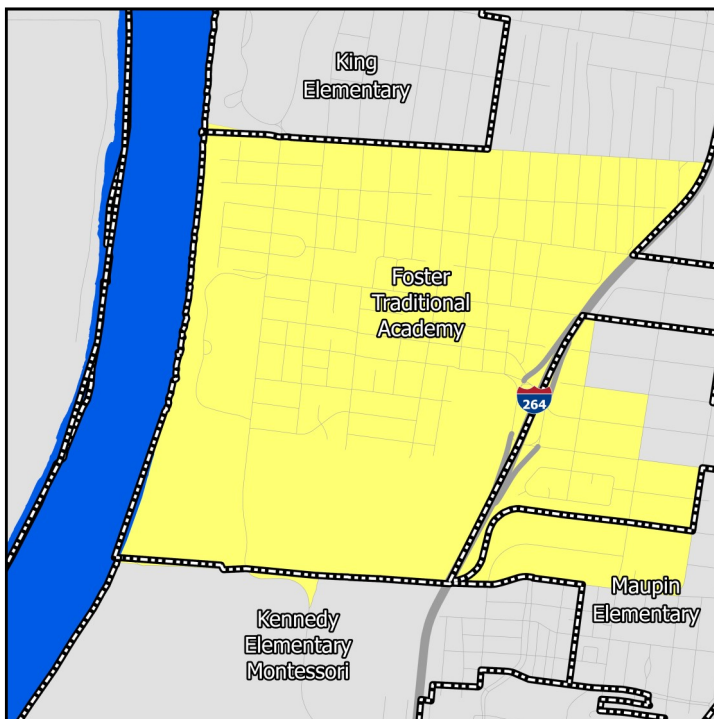 King
Elementary
Foster
Traditional
Academy
264
Maupin
Elementary
Kennedy
Elementary
Montessori